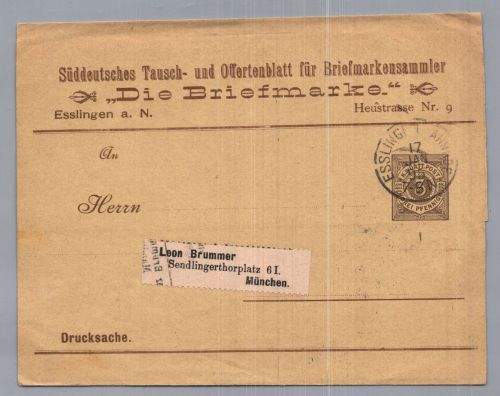 Süddeutsches Tausch- und Offertenblatt für Briefmarkensammler
„Die Briefmarke."
Esslingen a. N.
Heustrasse Nr. 9
An
ESSLINGEN
17
JAN
Herrn
3
DREI PFENNIG
Leon Brummer
Sendlingerthorplatz 6 I.
München.
Drucksache.